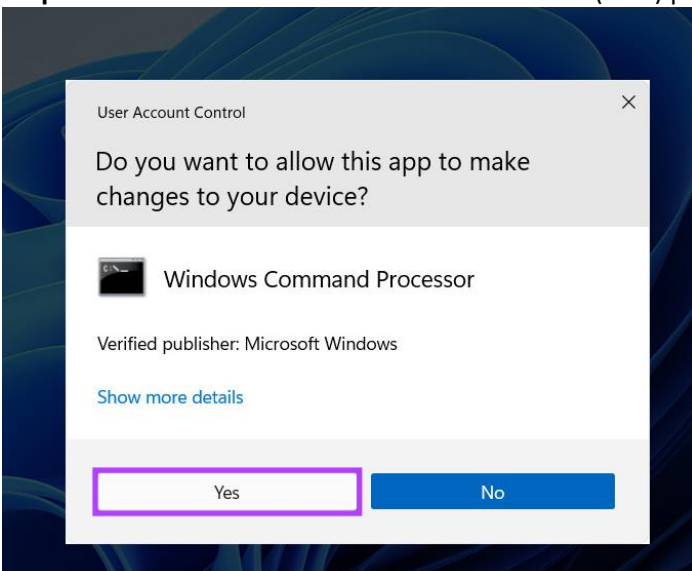 User Account Control
Do you want to allow this app to make
changes to your device?
C:\_
Windows Command Processor
Verified publisher: Microsoft Windows
Show more details
Yes
No